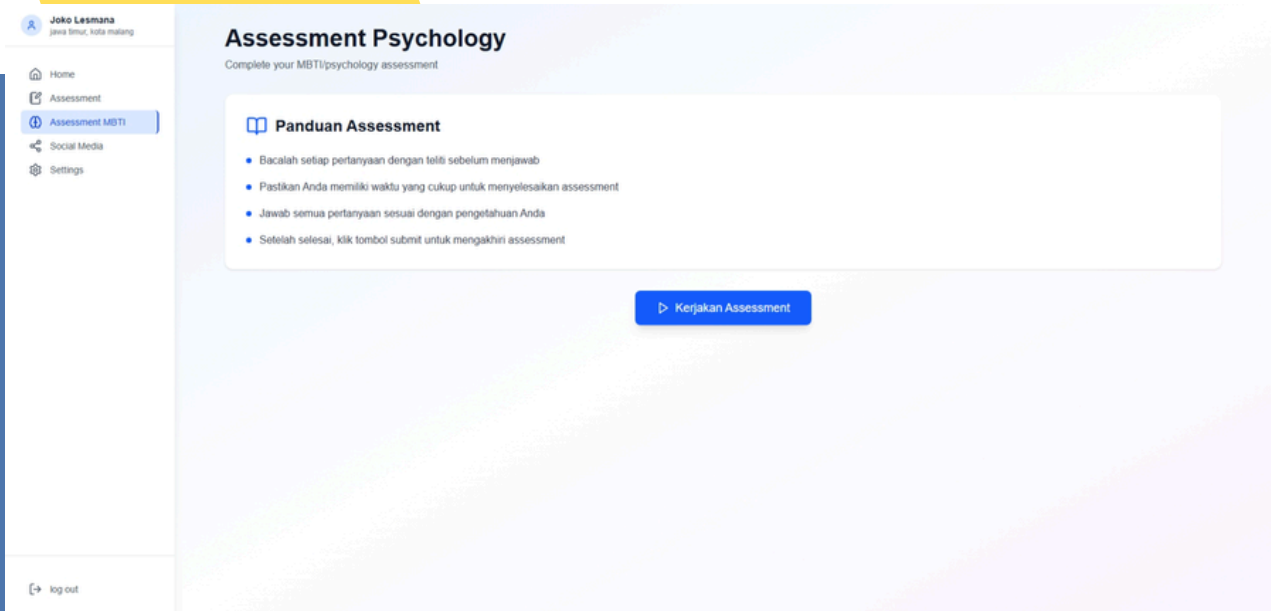 Joko Lesmana
jawa timur, kota malang
Home
Assessment
Assessment MBTI
Social Media
Settings
log out
Assessment Psychology
Complete your MBTI/psychology assessment
Panduan Assessment
Bacalah setiap pertanyaan dengan teliti sebelum menjawab
Pastikan Anda memiliki waktu yang cukup untuk menyelesaikan assessment
Jawab semua pertanyaan sesuai dengan pengetahuan Anda
Setelah selesai, klik tombol submit untuk mengakhiri assessment
Kerjakan Assessment